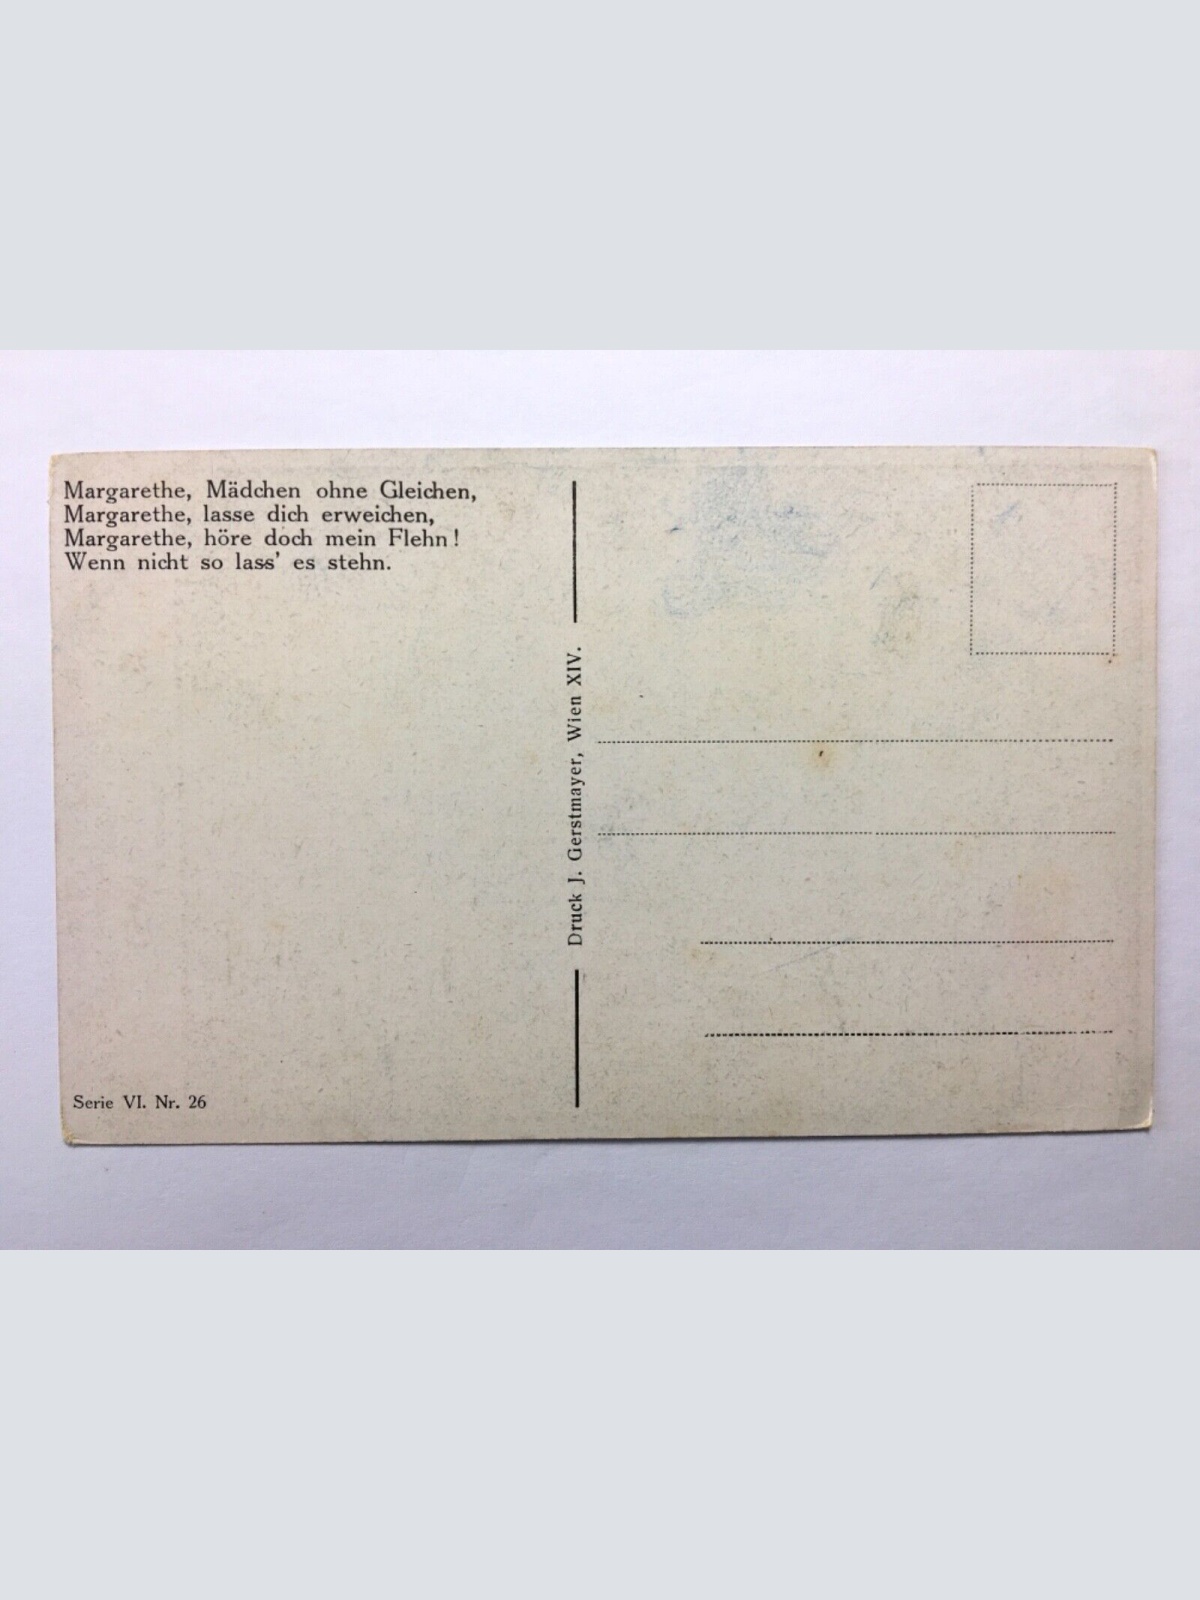 Margarethe, Mädchen ohne Gleichen,
Margarethe, lasse dich erweichen,
Margarethe, höre doch mein Flehn!
Wenn nicht so lass' es stehn.
Serie VI. Nr. 26
Druck J. Gerstmayer, Wien XIV.